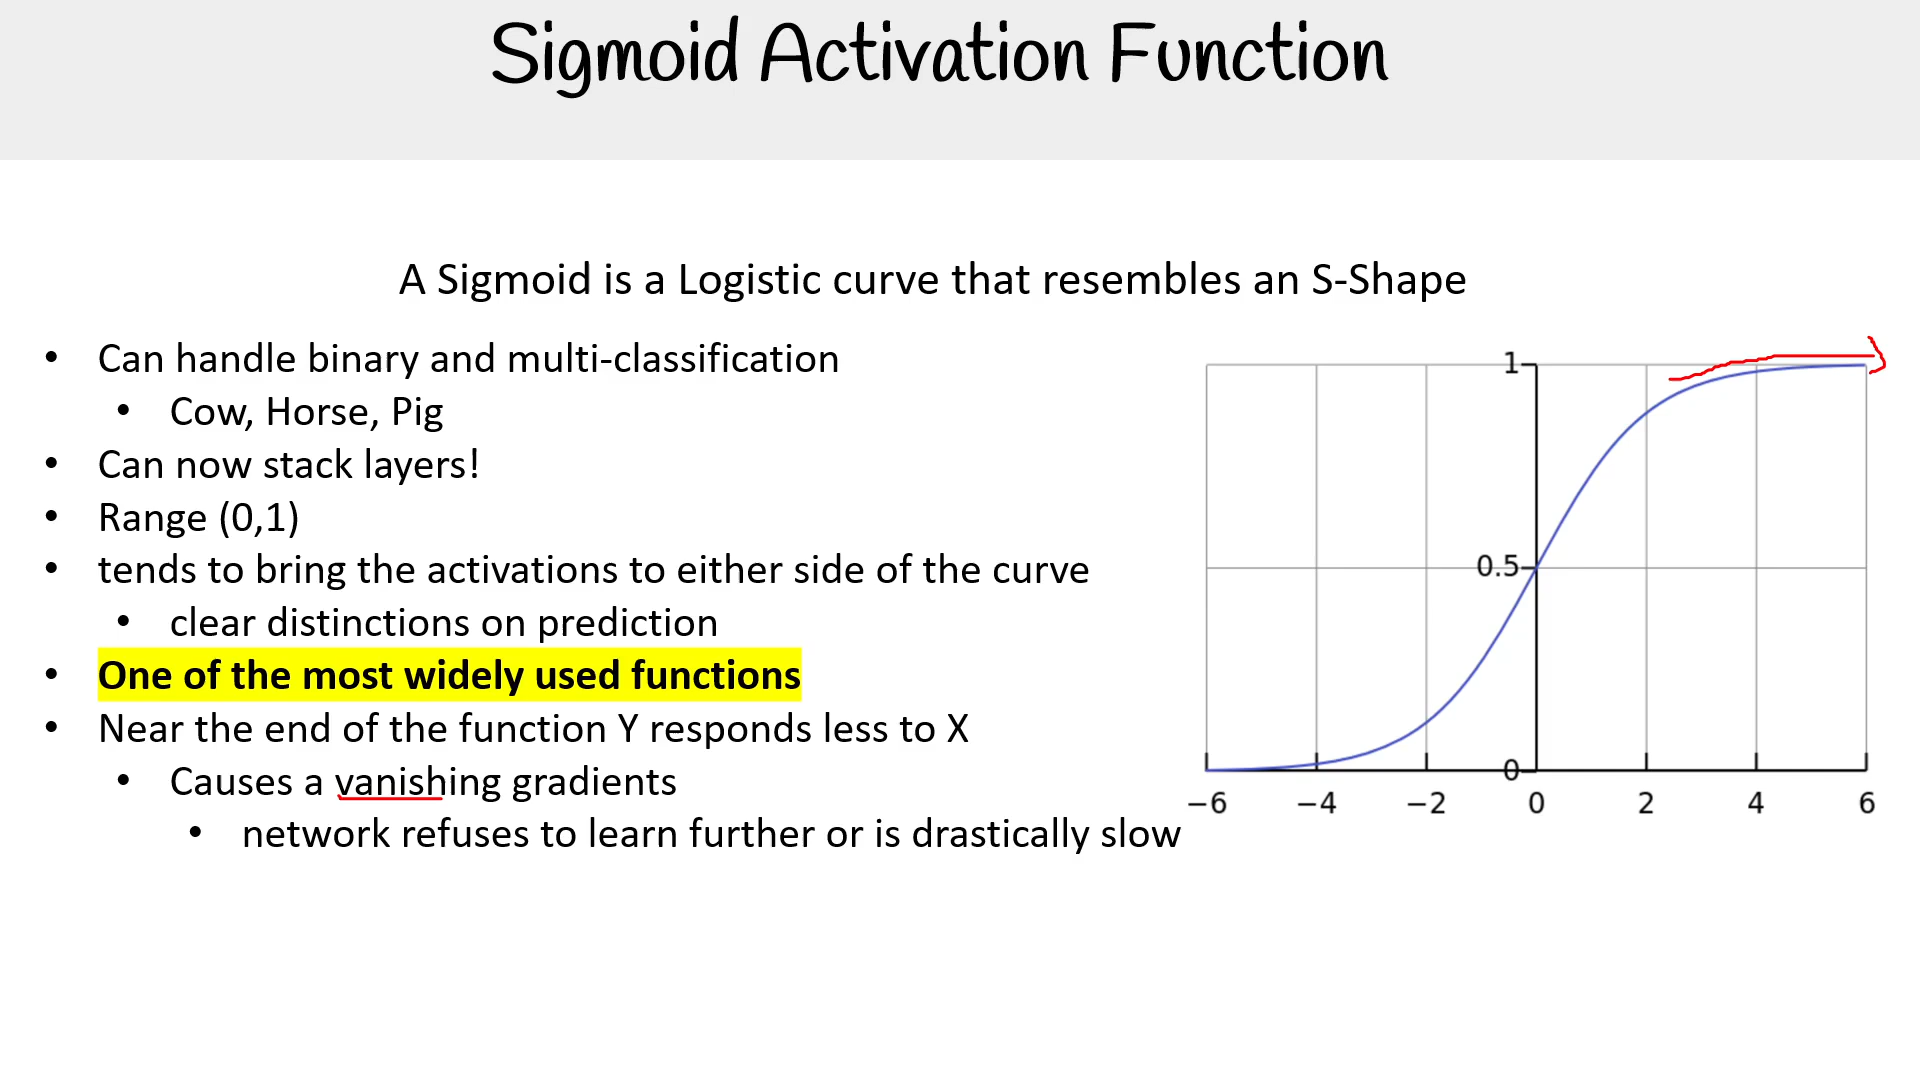 Sigmoid Activation Function
A Sigmoid is a Logistic curve that resembles an S-Shape
• Can handle binary and multi-classification
• Cow, Horse, Pig
• Can now stack layers!
• Range (0,1)
• tends to bring the activations to either side of the curve
• clear distinctions on prediction
• One of the most widely used functions
• Near the end of the function Y responds less to X
• Causes a vanishing gradients
• network refuses to learn further or is drastically slow
1
0.5
0
−6 −4 −2 0 2 4 6